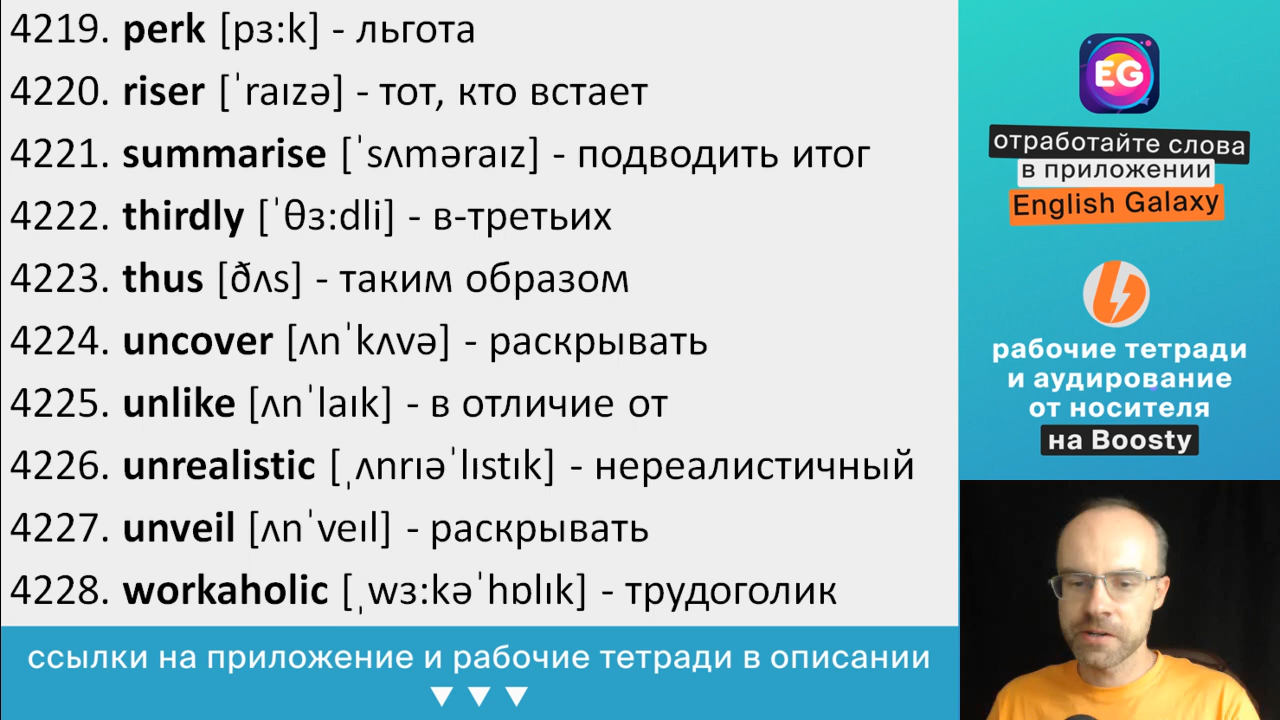 4219. perk [pɜ:k] - льгота
4220. riser [ˈraɪzə] - тот, кто встает
4221. summarise [ˈsʌməraɪz] - подводить итог
4222. thirdly [ˈθɜ:dli] - в-третьих
4223. thus [ðʌs] - таким образом
4224. uncover [ʌnˈkʌvə] - раскрывать
4225. unlike [ʌnˈlaɪk] - в отличие от
4226. unrealistic [ˌʌnrɪəˈlɪstɪk] - нереалистичный
4227. unveil [ʌnˈveɪl] - раскрывать
4228. workaholic [ˌwɜ:kəˈhɒlɪk] - трудоголик
ссылки на приложение и рабочие тетради в описании
EG
отработайте слова
в приложении
English Galaxy
рабочие тетради
и аудирование
от носителя
на Boosty